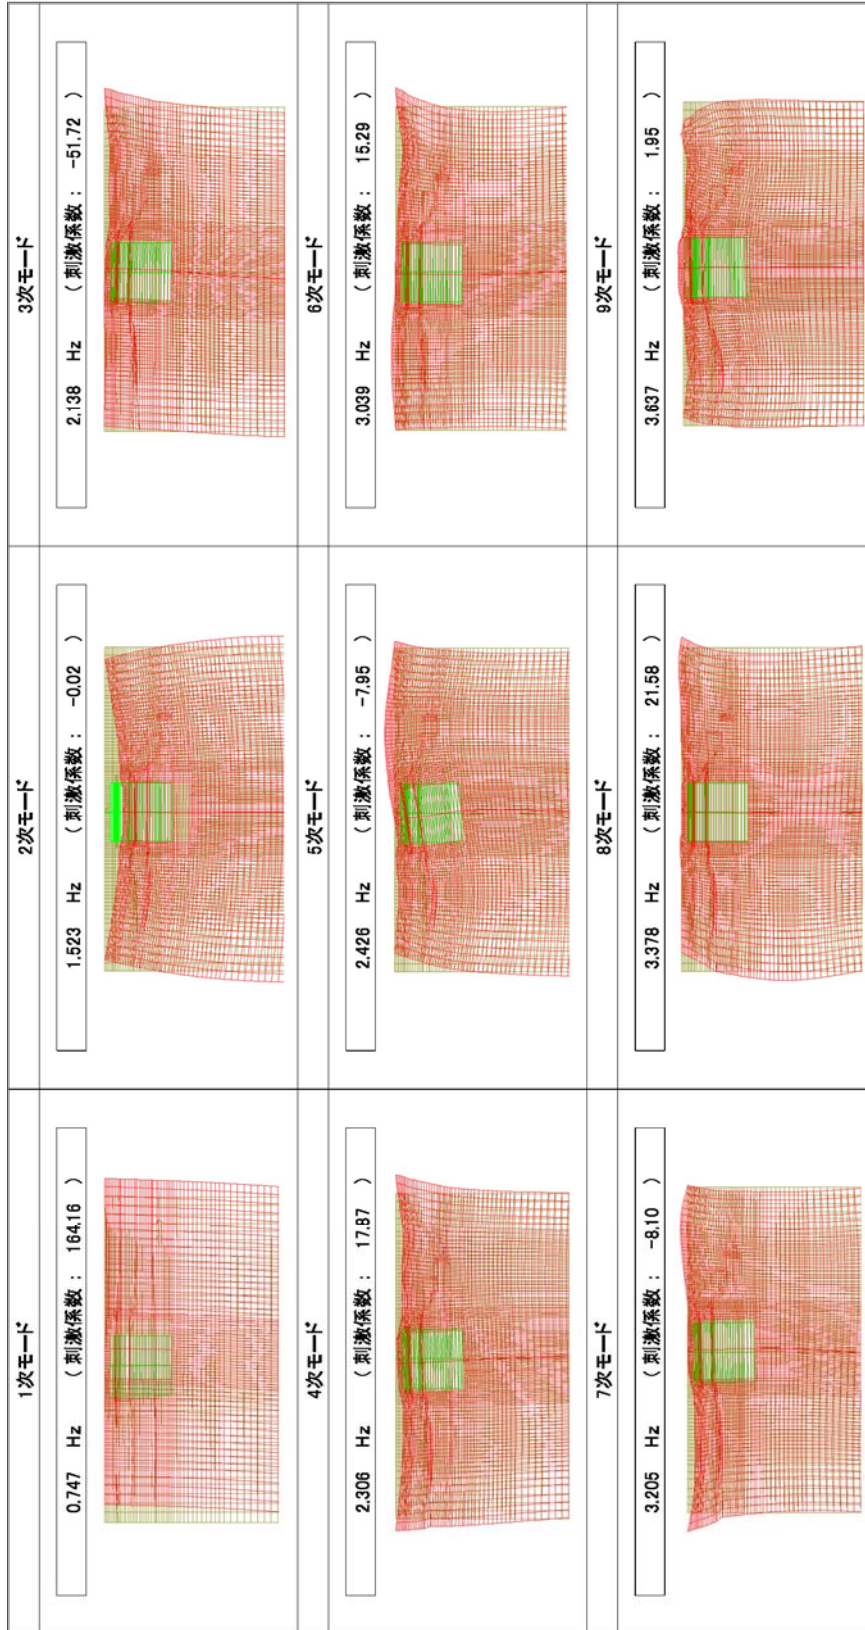 1次モード
0.747 Hz ( 刺激係数 : 164.16 )
2次モード
1.523 Hz ( 刺激係数 : -0.02 )
3次モード
2.138 Hz ( 刺激係数 : -51.72 )
4次モード
2.306 Hz ( 刺激係数 : 17.87 )
5次モード
2.426 Hz ( 刺激係数 : -7.95 )
6次モード
3.039 Hz ( 刺激係数 : 15.29 )
7次モード
3.205 Hz ( 刺激係数 : -8.10 )
8次モード
3.378 Hz ( 刺激係数 : 21.58 )
9次モード
3.637 Hz ( 刺激係数 : 1.95 )